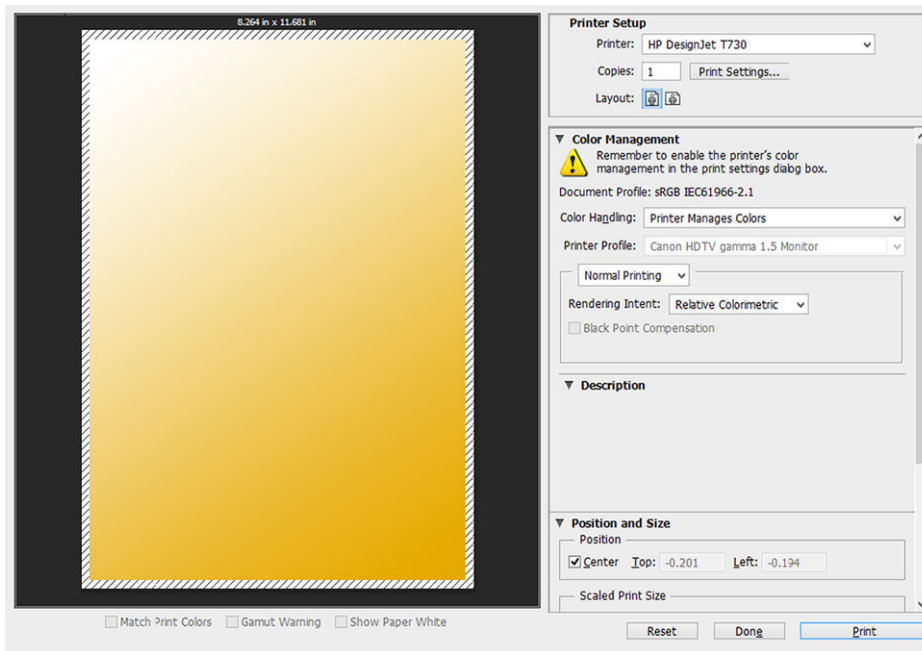 8.264 in x 11.681 in
Printer Setup
Printer: HP DesignJet T730
Copies: 1 Print Settings...
Layout:
Color Management
Remember to enable the printer's color
management in the print settings dialog box.
Document Profile: sRGB IEC61966-2.1
Color Handling: Printer Manages Colors
Printer Profile: Canon HDTV gamma 1.5 Monitor
Normal Printing
Rendering Intent: Relative Colorimetric
Black Point Compensation
Description
Position and Size
Position
Center Top: -0.201 Left: -0.194
Scaled Print Size
Match Print Colors Gamut Warning Show Paper White
Reset Done Print